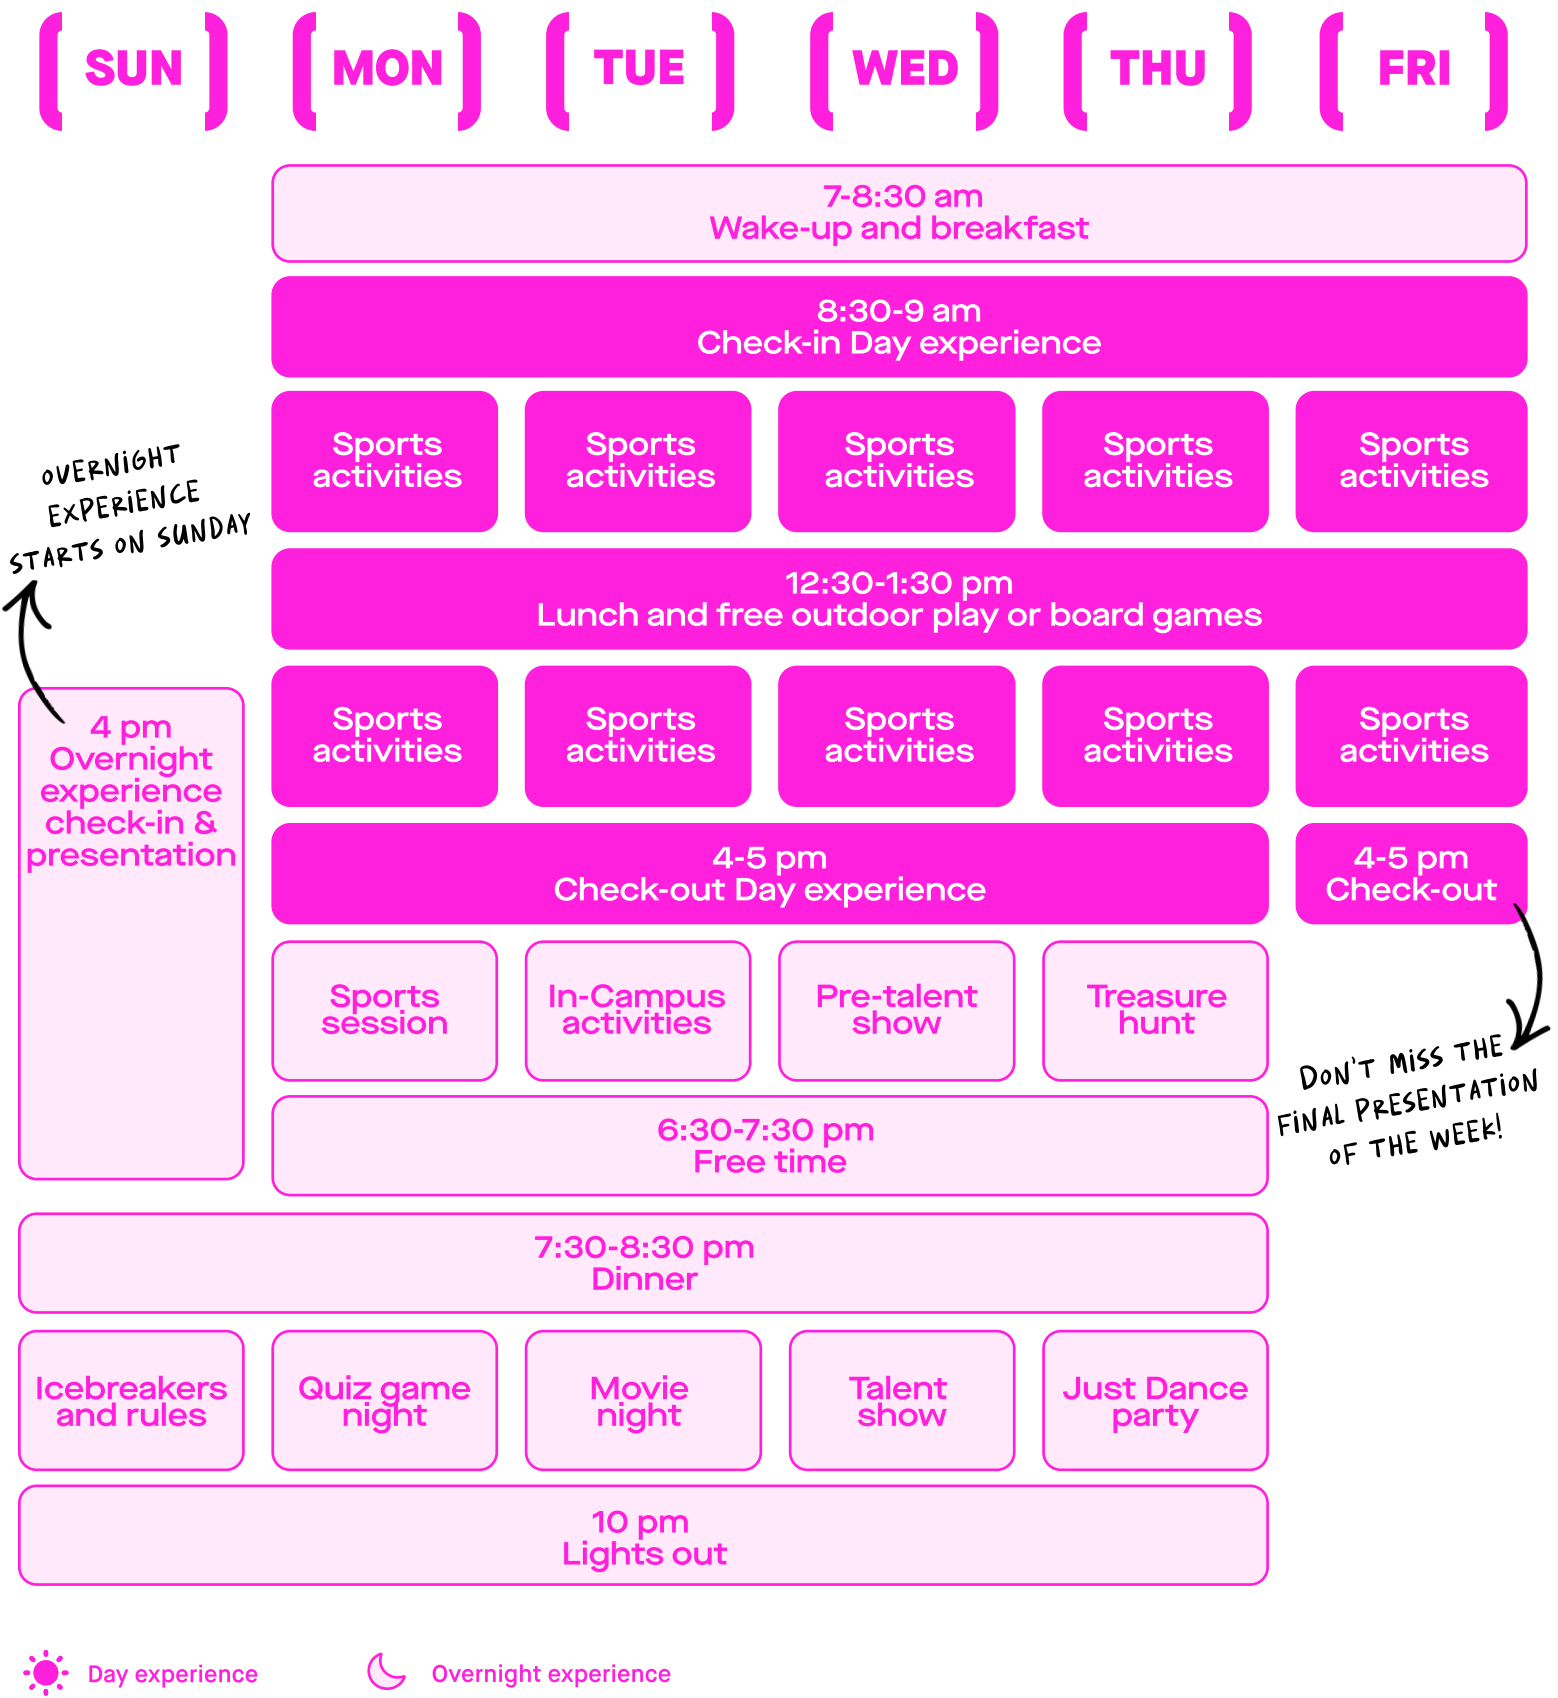 SUN
MON
TUE
WED
THU
FRI
7-8:30 am
Wake-up and breakfast
8:30-9 am
Check-in Day experience
Sports
activities
Sports
activities
Sports
activities
Sports
activities
Sports
activities
OVERNiGHT
EXPERiENCE
STARTS ON SUNDAY
12:30-1:30 pm
Lunch and free outdoor play or board games
4 pm
Overnight
experience
check-in &
presentation
Sports
activities
Sports
activities
Sports
activities
Sports
activities
Sports
activities
4-5 pm
Check-out Day experience
4-5 pm
Check-out
Sports
session
In-Campus
activities
Pre-talent
show
Treasure
hunt
DON'T MiSS THE
FiNAL PRESENTATiON
OF THE WEEK!
6:30-7:30 pm
Free time
7:30-8:30 pm
Dinner
Icebreakers
and rules
Quiz game
night
Movie
night
Talent
show
Just Dance
party
10 pm
Lights out
Day experience
Overnight experience